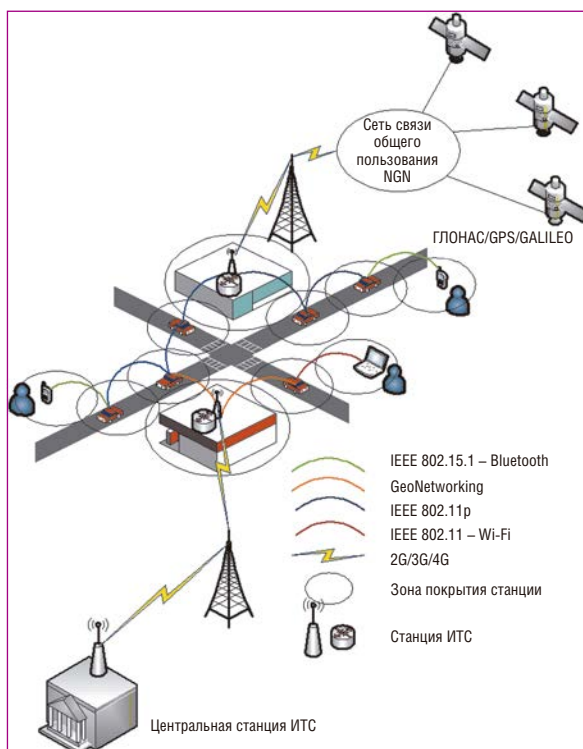 Сеть связи
общего
пользования
NGN
ГЛОНАС/GPS/GALILEO
IEEE 802.15.1 – Bluetooth
GeoNetworking
IEEE 802.11p
IEEE 802.11 – Wi-Fi
2G/3G/4G
Зона покрытия станции
Станция ИТС
Центральная станция ИТС